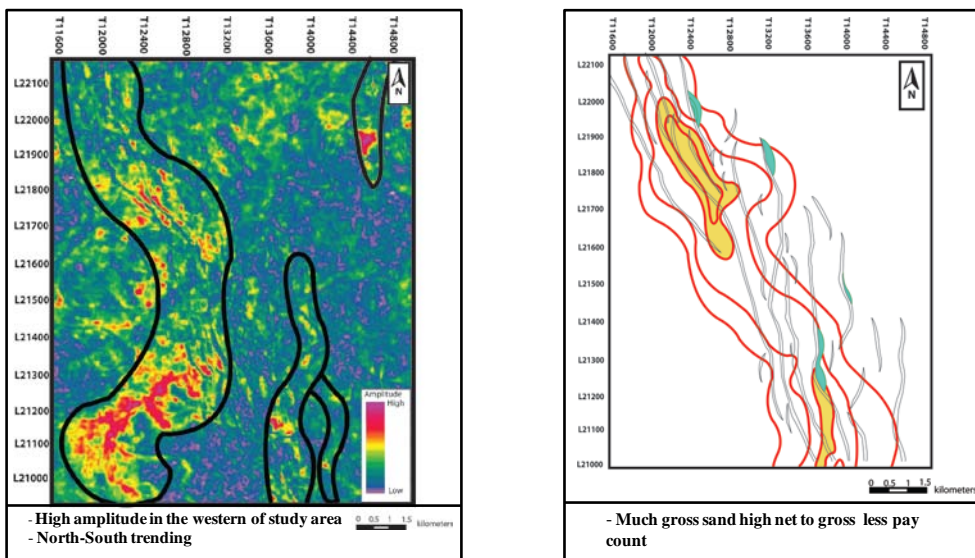 T11600
T12000
T12400
T12800
T13200
T13600
T14000
T14400
T14800
L22100
L22000
L21900
L21800
L21700
L21600
L21500
L21400
L21300
L21200
L21100
L21000
N
Amplitude
High
Low
- High amplitude in the western of study area
- North-South trending
0 0.5 1 1.5
kilometers
T11600
T12000
T12400
T12800
T13200
T13600
T14000
T14400
T14800
L22100
L22000
L21900
L21800
L21700
L21600
L21500
L21400
L21300
L21200
L21100
L21000
N
0 0.5 1 1.5
kilometers
- Much gross sand high net to gross less pay
count